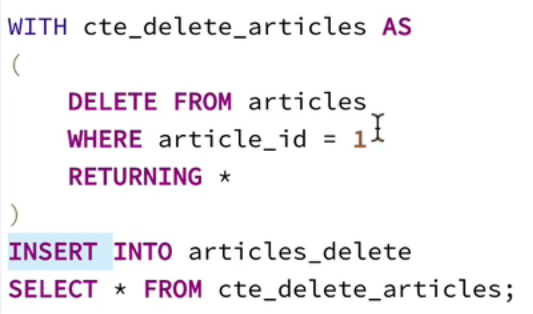 WITH cte_delete_articles AS
(
    DELETE FROM articles
    WHERE article_id = 1
    RETURNING *
)
INSERT INTO articles_delete
SELECT * FROM cte_delete_articles;